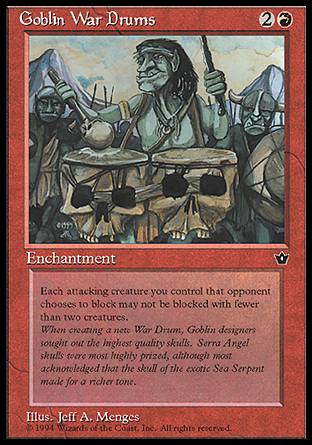 Goblin War Drums 2
©1993
Enchantment
Each attacking creature you control that opponent
chooses to block may not be blocked with fewer
than two creatures.
When creating a new War Drum, Goblin designers
sought out the highest quality skulls. Serra Angel
skulls were most highly prized, although most
acknowledged that the skull of the exotic Sea Serpent
made for a richer tone.
Illus. Jeff A. Menges
© 1994 Wizards of the Coast, Inc. All rights reserved.